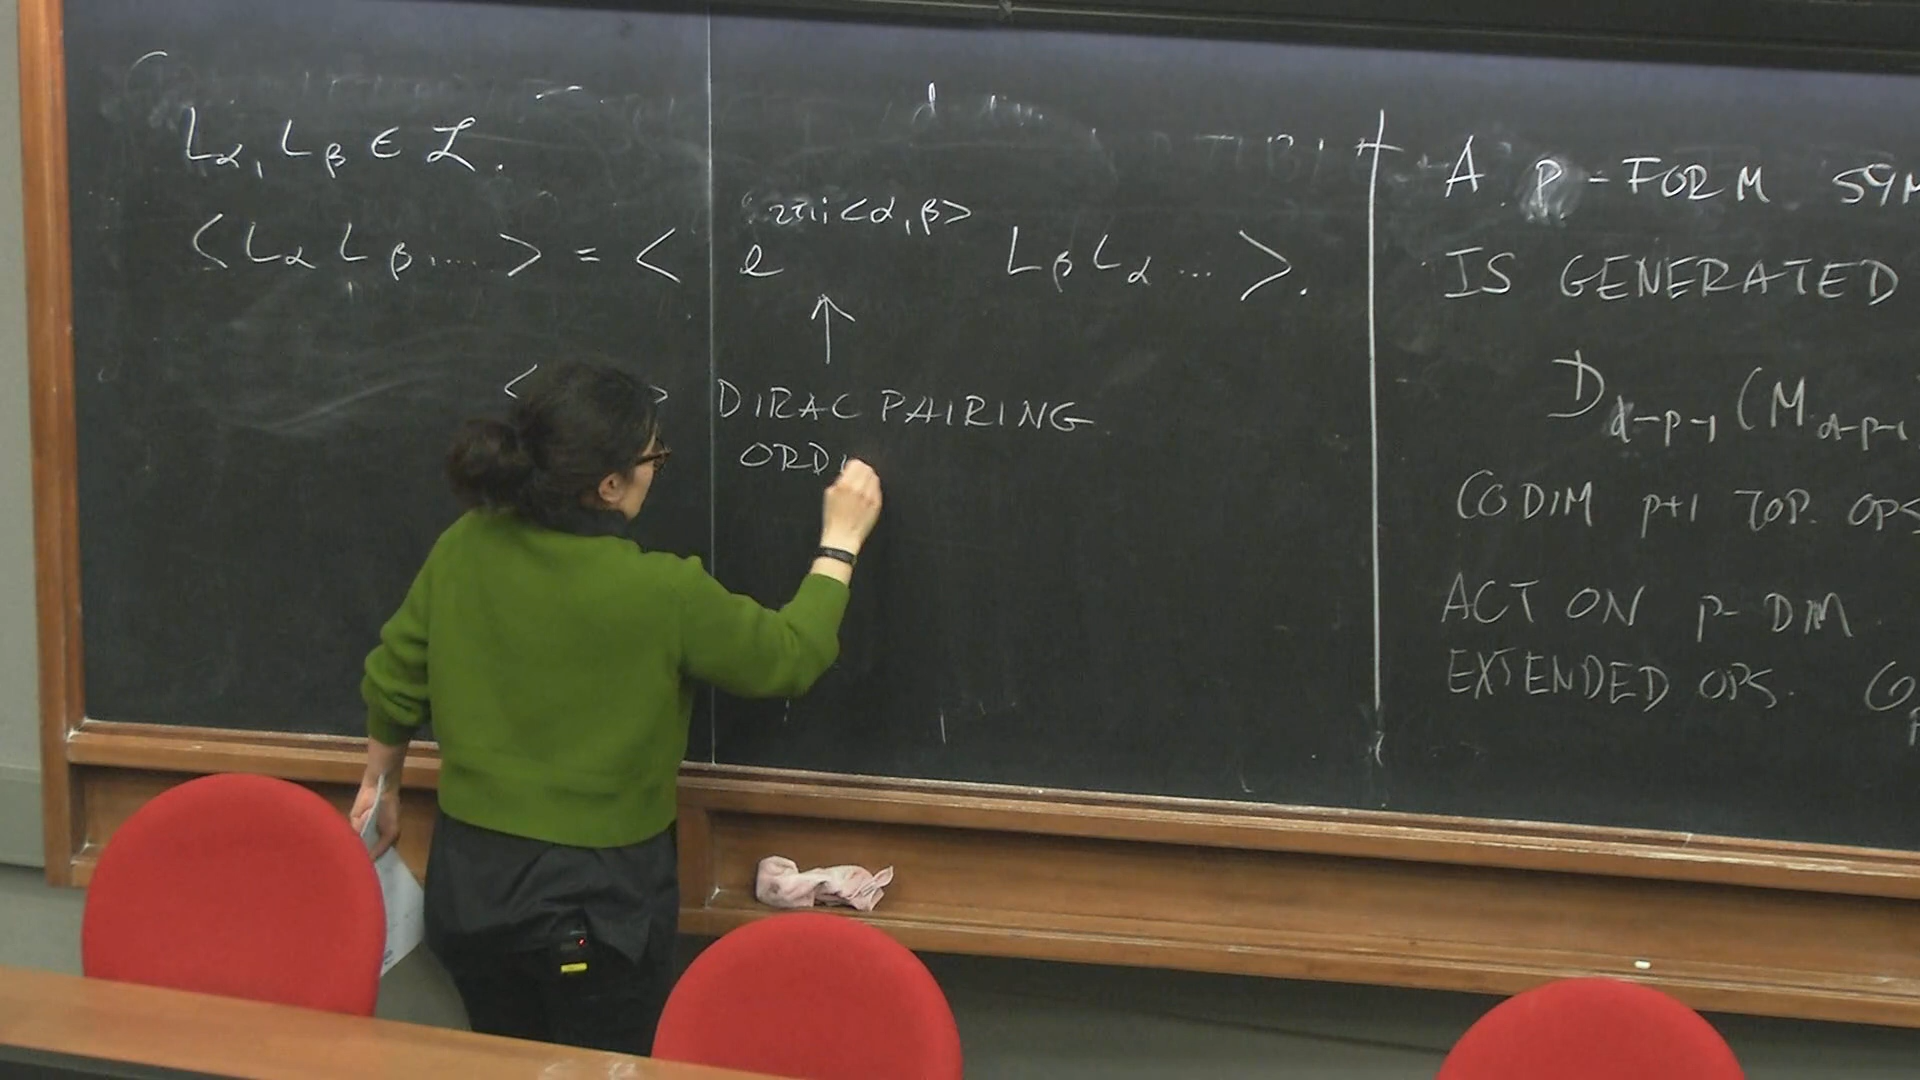 Lα, Lβ ∈ ℒ.
<Lα Lβ .... > = < e^{2πi<α,β>} Lβ Lα ... >.
↑
< > DIRAC PAIRING
ORD
A p-FORM SYM
IS GENERATED
D_{d-p-1} (M_{d-p-1}
CODIM p+1 TOP. OPS
ACT ON p-DIM
EXTENDED OPS.